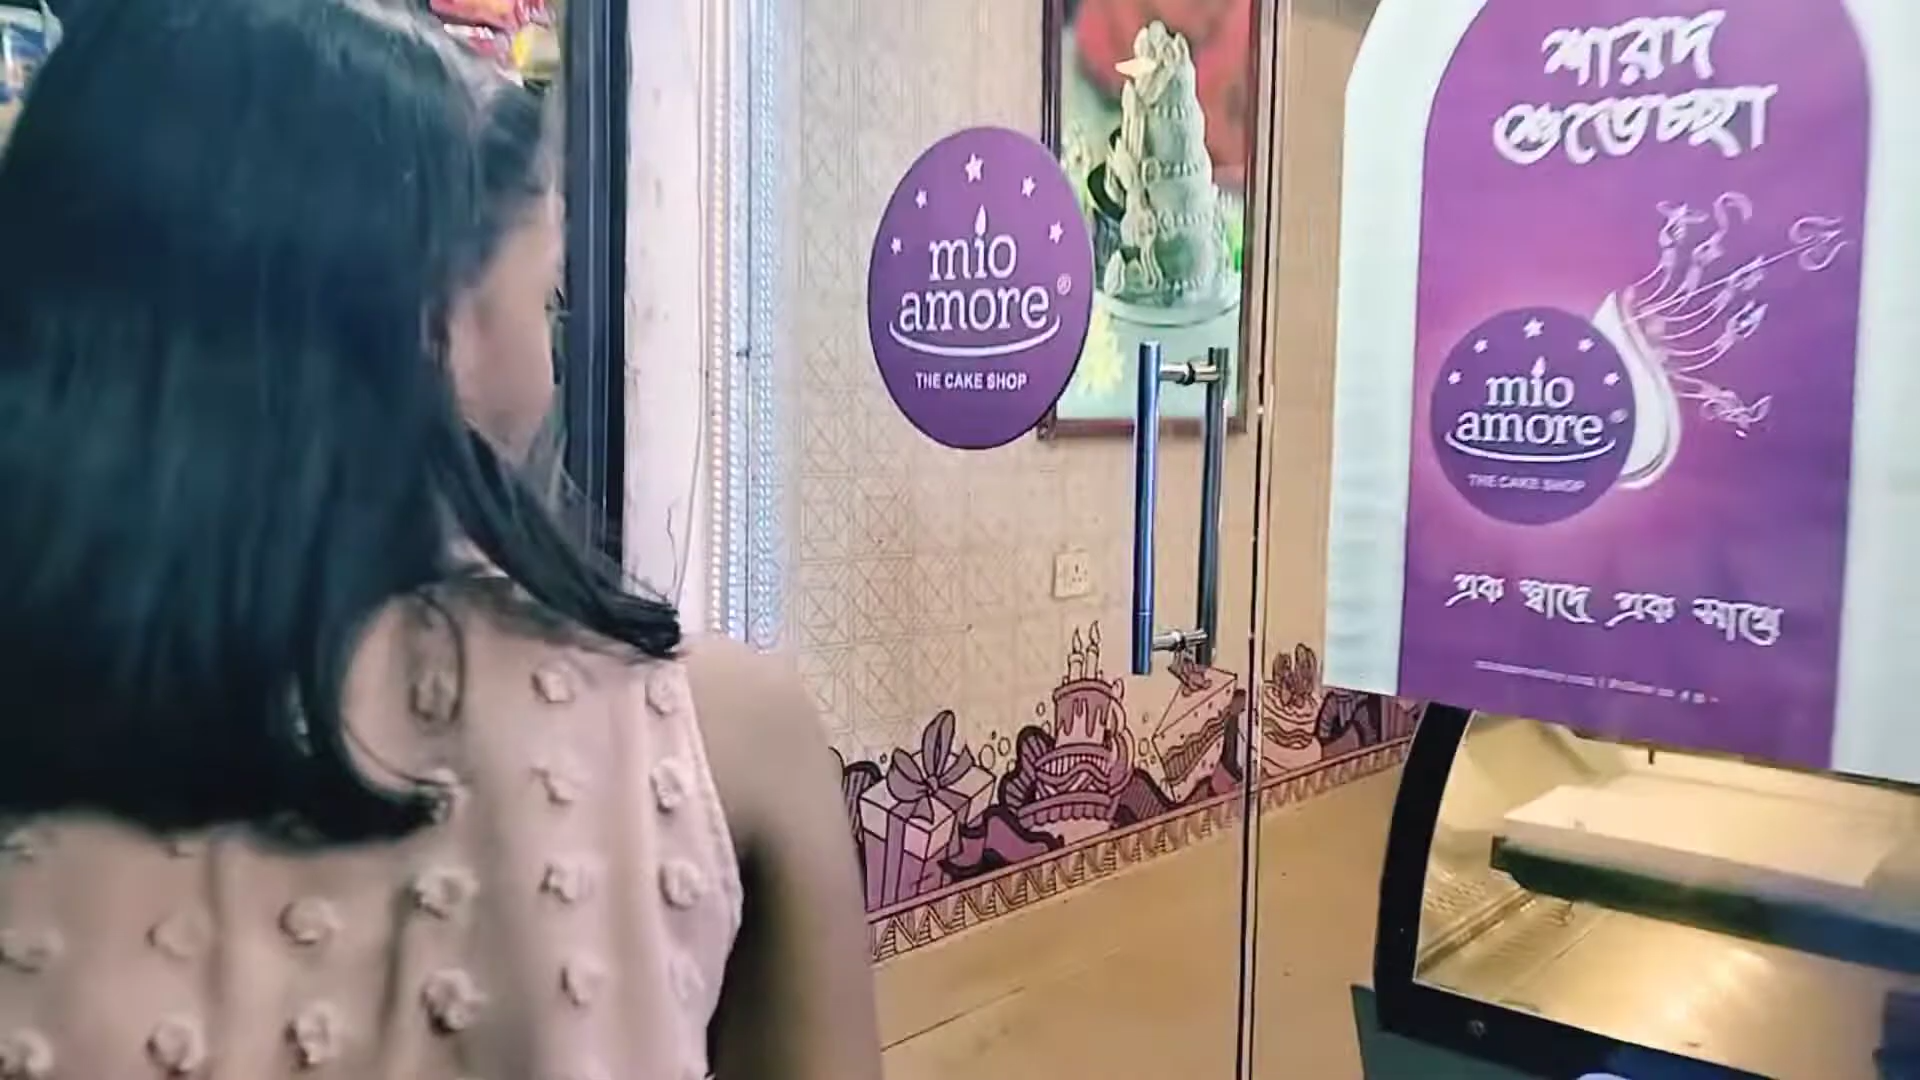 mio
amore®
THE CAKE SHOP
শারদ
শুভেচ্ছা
mio
amore®
THE CAKE SHOP
এক স্বাদে এক সাথে